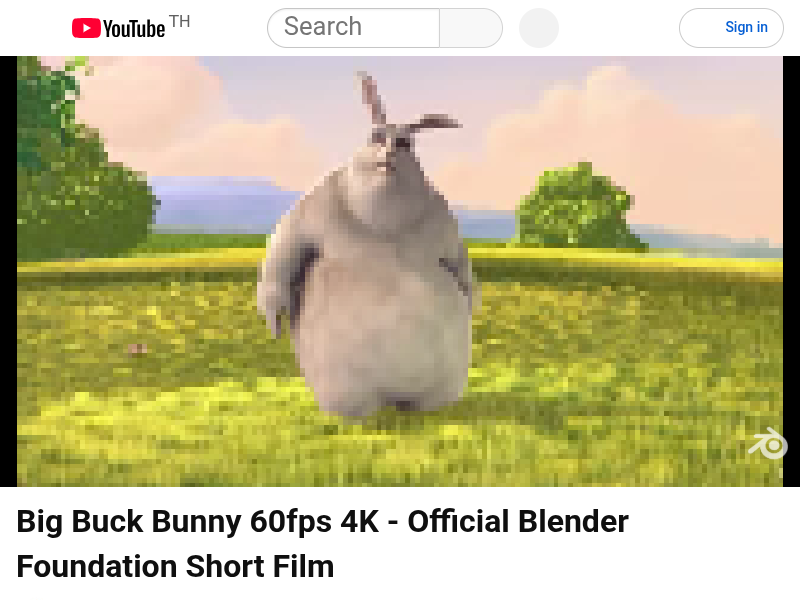 YouTube TH
Search
Sign in
Big Buck Bunny 60fps 4K - Official Blender
Foundation Short Film